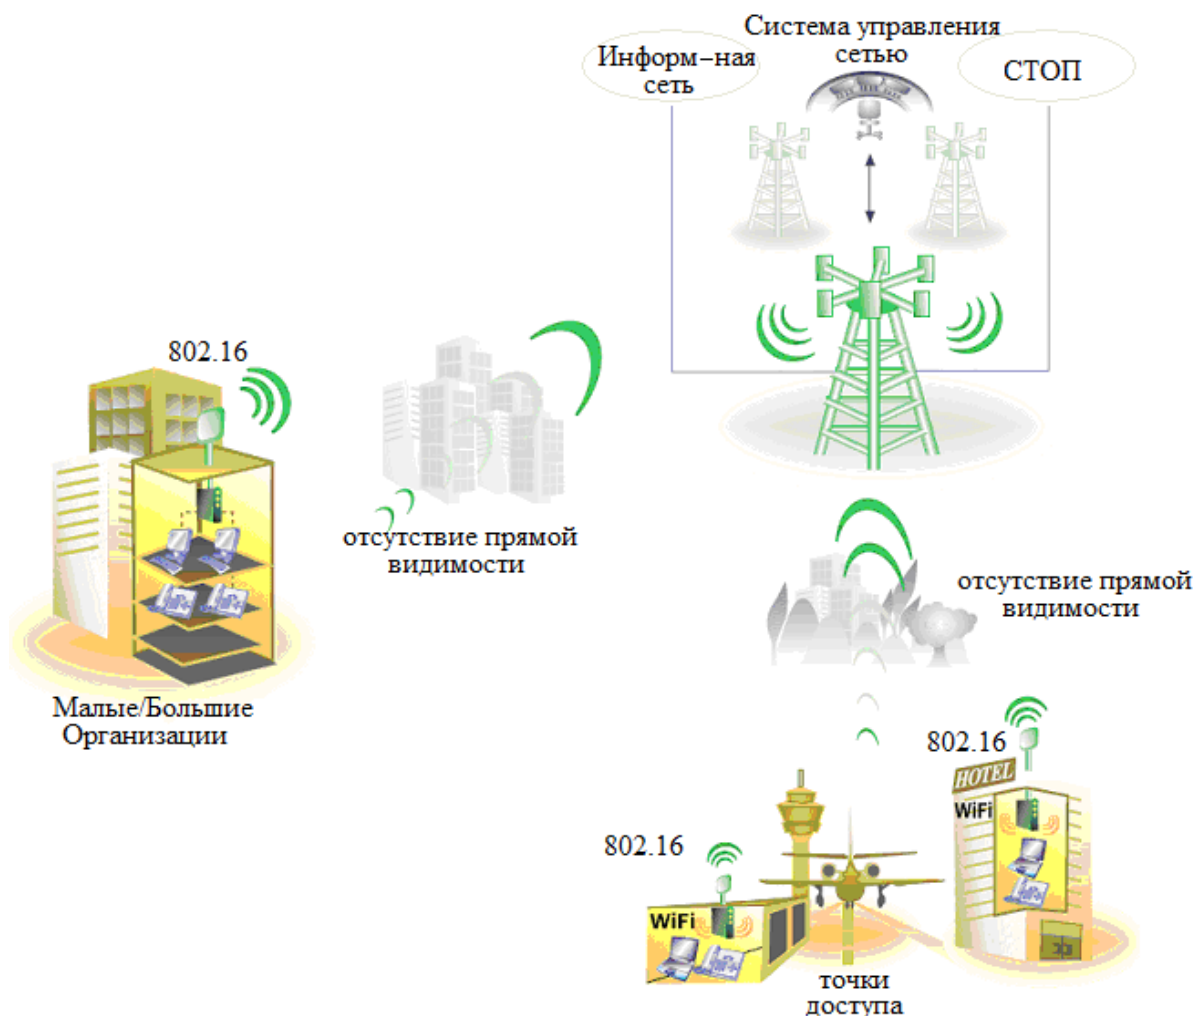 Система управления
сетью
Информ–ная
сеть
СТОП
802.16
отсутствие прямой
видимости
отсутствие прямой
видимости
Малые/Большие
Организации
802.16
HOTEL
WiFi
802.16
WiFi
точки
доступа